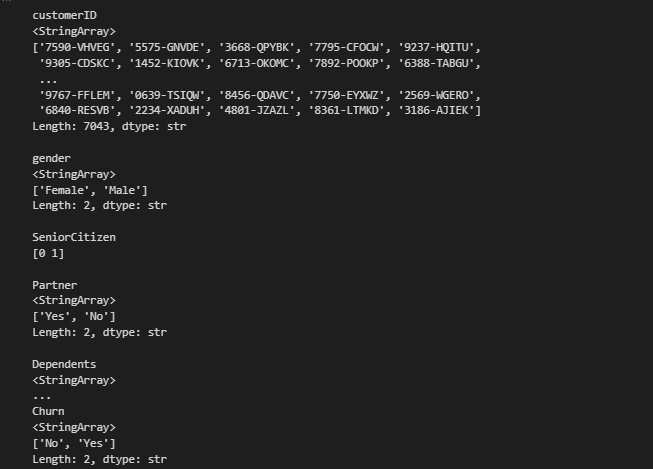 customerID
<StringArray>
['7590-VHVEG', '5575-GNVDE', '3668-QPYBK', '7795-CFOCW', '9237-HQITU',
'9305-CDSKC', '1452-KIOVK', '6713-OKOMC', '7892-POOKP', '6388-TABGU',
...
'9767-FFLEM', '0639-TSIQW', '8456-QDAVC', '7750-EYXWZ', '2569-WGERO',
'6840-RESVB', '2234-XADUH', '4801-JZAZL', '8361-LTMKD', '3186-AJIEK']
Length: 7043, dtype: str
gender
<StringArray>
['Female', 'Male']
Length: 2, dtype: str
SeniorCitizen
[0 1]
Partner
<StringArray>
['Yes', 'No']
Length: 2, dtype: str
Dependents
<StringArray>
...
Churn
<StringArray>
['No', 'Yes']
Length: 2, dtype: str